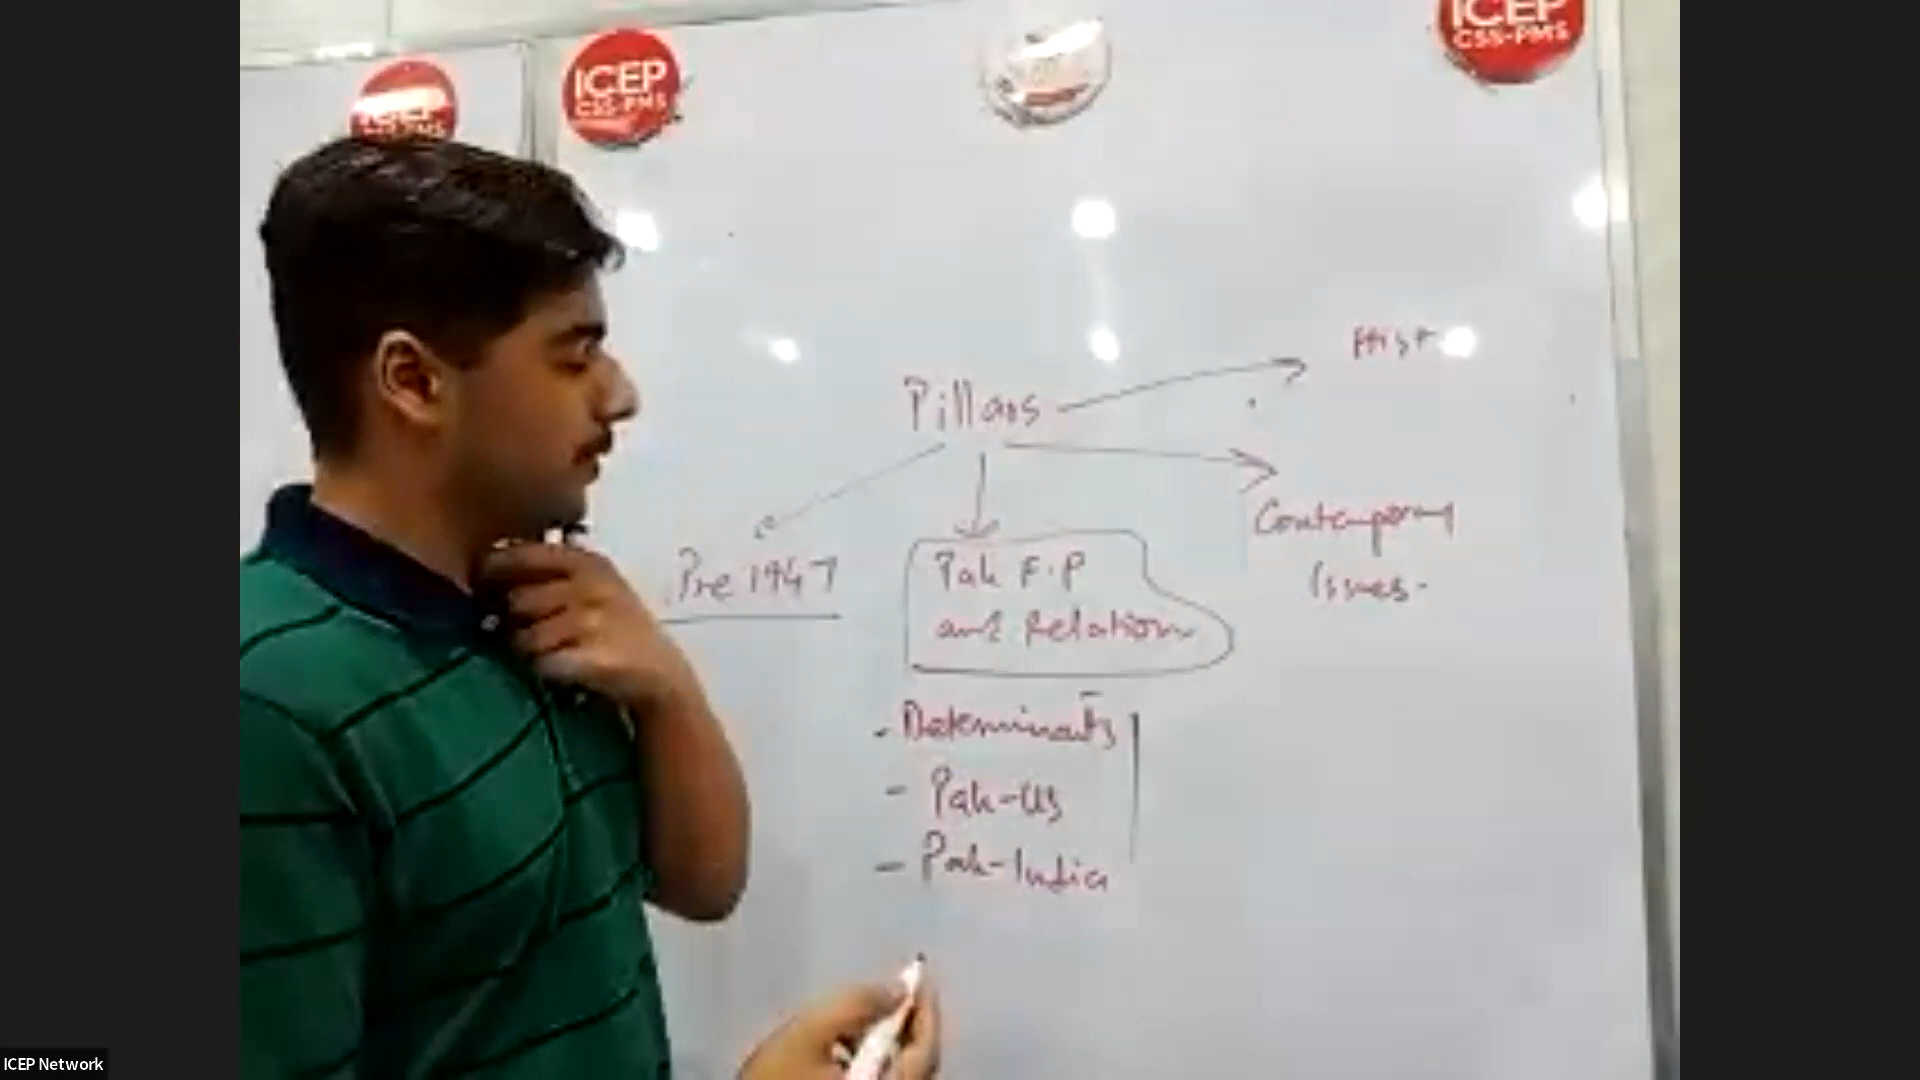 ICEP
CSS-PMS
ICEP
CSS-PMS
ICEP
CSS-PMS
Hist
Pillars
Contemporary
Issues.
Pre 1947
Pak F.P
and Relation
- Determinants
- Pak-US
- Pak-India
ICEP Network